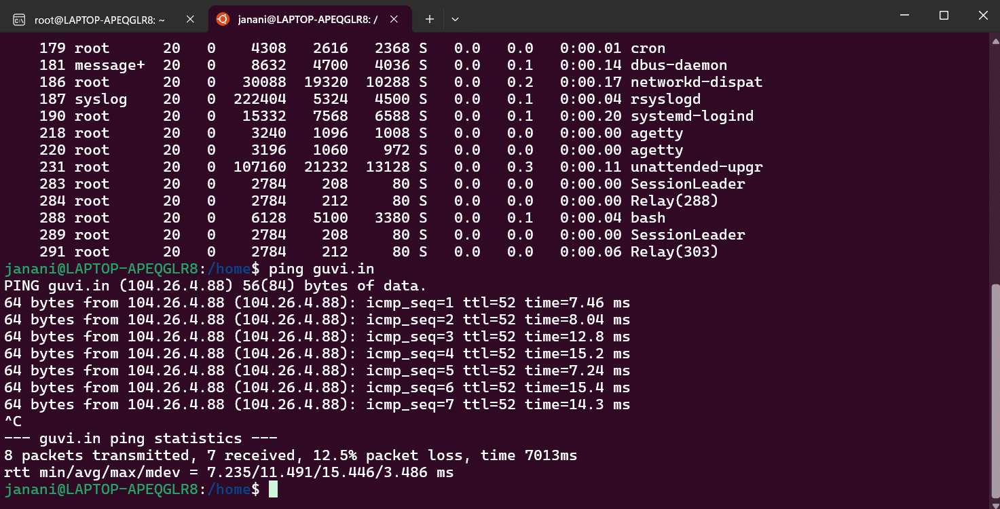 root@LAPTOP-APEQGLR8: ~
janani@LAPTOP-APEQGLR8: /
179 root 20 0 4308 2616 2368 S 0.0 0.0 0:00.01 cron
181 message+ 20 0 8632 4700 4036 S 0.0 0.1 0:00.14 dbus-daemon
186 root 20 0 30088 19320 10288 S 0.0 0.2 0:00.17 networkd-dispat
187 syslog 20 0 222404 5324 4500 S 0.0 0.1 0:00.04 rsyslogd
190 root 20 0 15332 7568 6588 S 0.0 0.1 0:00.20 systemd-logind
218 root 20 0 3240 1096 1008 S 0.0 0.0 0:00.00 agetty
220 root 20 0 3196 1060 972 S 0.0 0.0 0:00.00 agetty
231 root 20 0 107160 21232 13128 S 0.0 0.3 0:00.11 unattended-upgr
283 root 20 0 2784 208 80 S 0.0 0.0 0:00.00 SessionLeader
284 root 20 0 2784 212 80 S 0.0 0.0 0:00.00 Relay(288)
288 root 20 0 6128 5100 3380 S 0.0 0.1 0:00.04 bash
289 root 20 0 2784 208 80 S 0.0 0.0 0:00.00 SessionLeader
291 root 20 0 2784 212 80 S 0.0 0.0 0:00.06 Relay(303)
janani@LAPTOP-APEQGLR8:/home$ ping guvi.in
PING guvi.in (104.26.4.88) 56(84) bytes of data.
64 bytes from 104.26.4.88 (104.26.4.88): icmp_seq=1 ttl=52 time=7.46 ms
64 bytes from 104.26.4.88 (104.26.4.88): icmp_seq=2 ttl=52 time=8.04 ms
64 bytes from 104.26.4.88 (104.26.4.88): icmp_seq=3 ttl=52 time=12.8 ms
64 bytes from 104.26.4.88 (104.26.4.88): icmp_seq=4 ttl=52 time=15.2 ms
64 bytes from 104.26.4.88 (104.26.4.88): icmp_seq=5 ttl=52 time=7.24 ms
64 bytes from 104.26.4.88 (104.26.4.88): icmp_seq=6 ttl=52 time=15.4 ms
64 bytes from 104.26.4.88 (104.26.4.88): icmp_seq=7 ttl=52 time=14.3 ms
^C
--- guvi.in ping statistics ---
8 packets transmitted, 7 received, 12.5% packet loss, time 7013ms
rtt min/avg/max/mdev = 7.235/11.491/15.446/3.486 ms
janani@LAPTOP-APEQGLR8:/home$